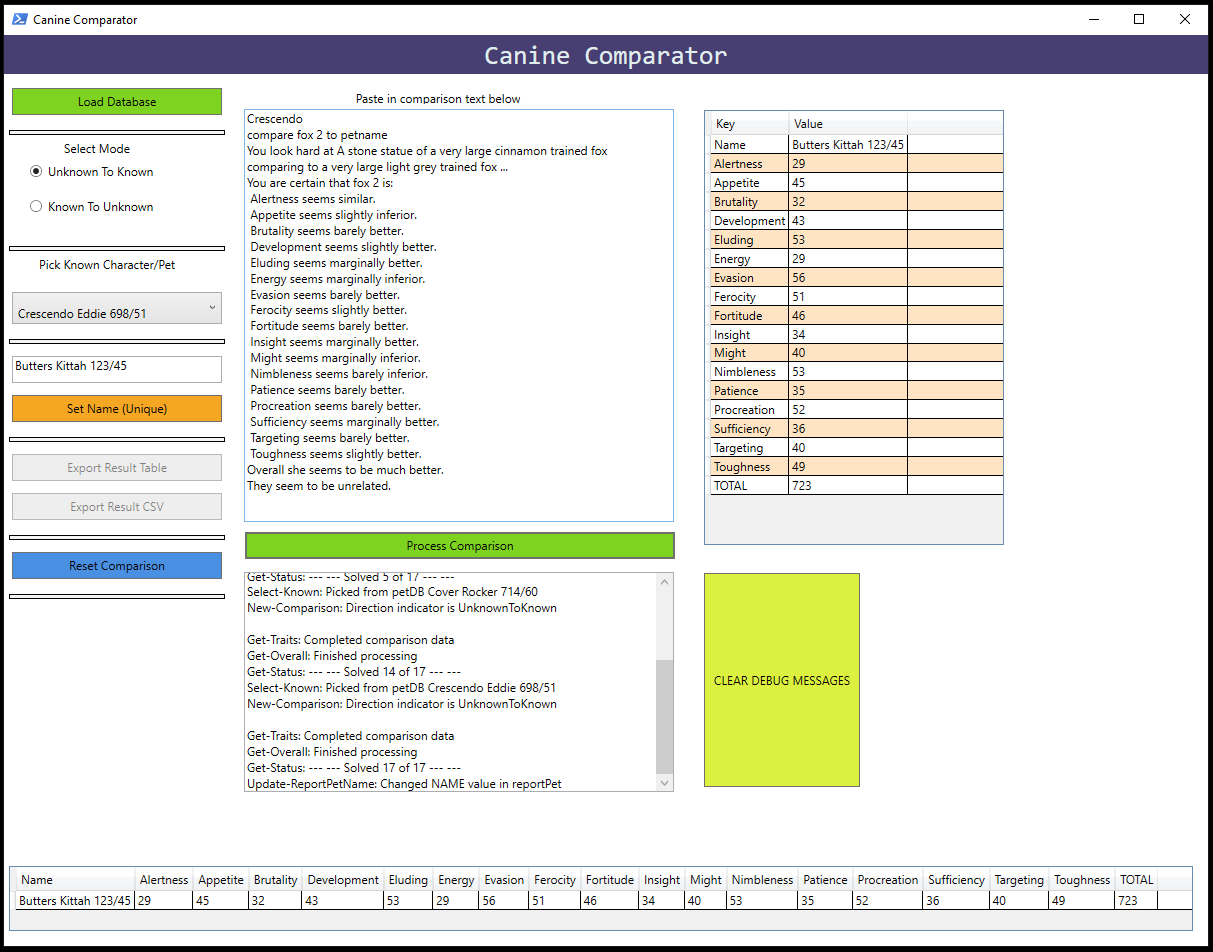 Canine Comparator
Canine Comparator
Load Database
Select Mode
Unknown To Known
Known To Unknown
Pick Known Character/Pet
Crescendo Eddie 698/51
Butters Kittah 123/45
Set Name (Unique)
Export Result Table
Export Result CSV
Reset Comparison
Paste in comparison text below
Crescendo
compare fox 2 to petname
You look hard at A stone statue of a very large cinnamon trained fox
comparing to a very large light grey trained fox ...
You are certain that fox 2 is:
Alertness seems similar.
Appetite seems slightly inferior.
Brutality seems barely better.
Development seems slightly better.
Eluding seems marginally better.
Energy seems marginally inferior.
Evasion seems barely better.
Ferocity seems slightly better.
Fortitude seems barely better.
Insight seems marginally better.
Might seems marginally inferior.
Nimbleness seems barely inferior.
Patience seems barely better.
Procreation seems barely better.
Sufficiency seems marginally better.
Targeting seems barely better.
Toughness seems slightly better.
Overall she seems to be much better.
They seem to be unrelated.
Process Comparison
Get-Status: --- --- Solved 5 of 17 --- ---
Select-Known: Picked from petDB Cover Rocker 714/60
New-Comparison: Direction indicator is UnknownToKnown
Get-Traits: Completed comparison data
Get-Overall: Finished processing
Get-Status: --- --- Solved 14 of 17 --- ---
Select-Known: Picked from petDB Crescendo Eddie 698/51
New-Comparison: Direction indicator is UnknownToKnown
Get-Traits: Completed comparison data
Get-Overall: Finished processing
Get-Status: --- --- Solved 17 of 17 --- ---
Update-ReportPetName: Changed NAME value in reportPet
Key Value
Name Butters Kittah 123/45
Alertness 29
Appetite 45
Brutality 32
Development 43
Eluding 53
Energy 29
Evasion 56
Ferocity 51
Fortitude 46
Insight 34
Might 40
Nimbleness 53
Patience 35
Procreation 52
Sufficiency 36
Targeting 40
Toughness 49
TOTAL 723
CLEAR DEBUG MESSAGES
Name Alertness Appetite Brutality Development Eluding Energy Evasion Ferocity Fortitude Insight Might Nimbleness Patience Procreation Sufficiency Targeting Toughness TOTAL
Butters Kittah 123/45 29 45 32 43 53 29 56 51 46 34 40 53 35 52 36 40 49 723